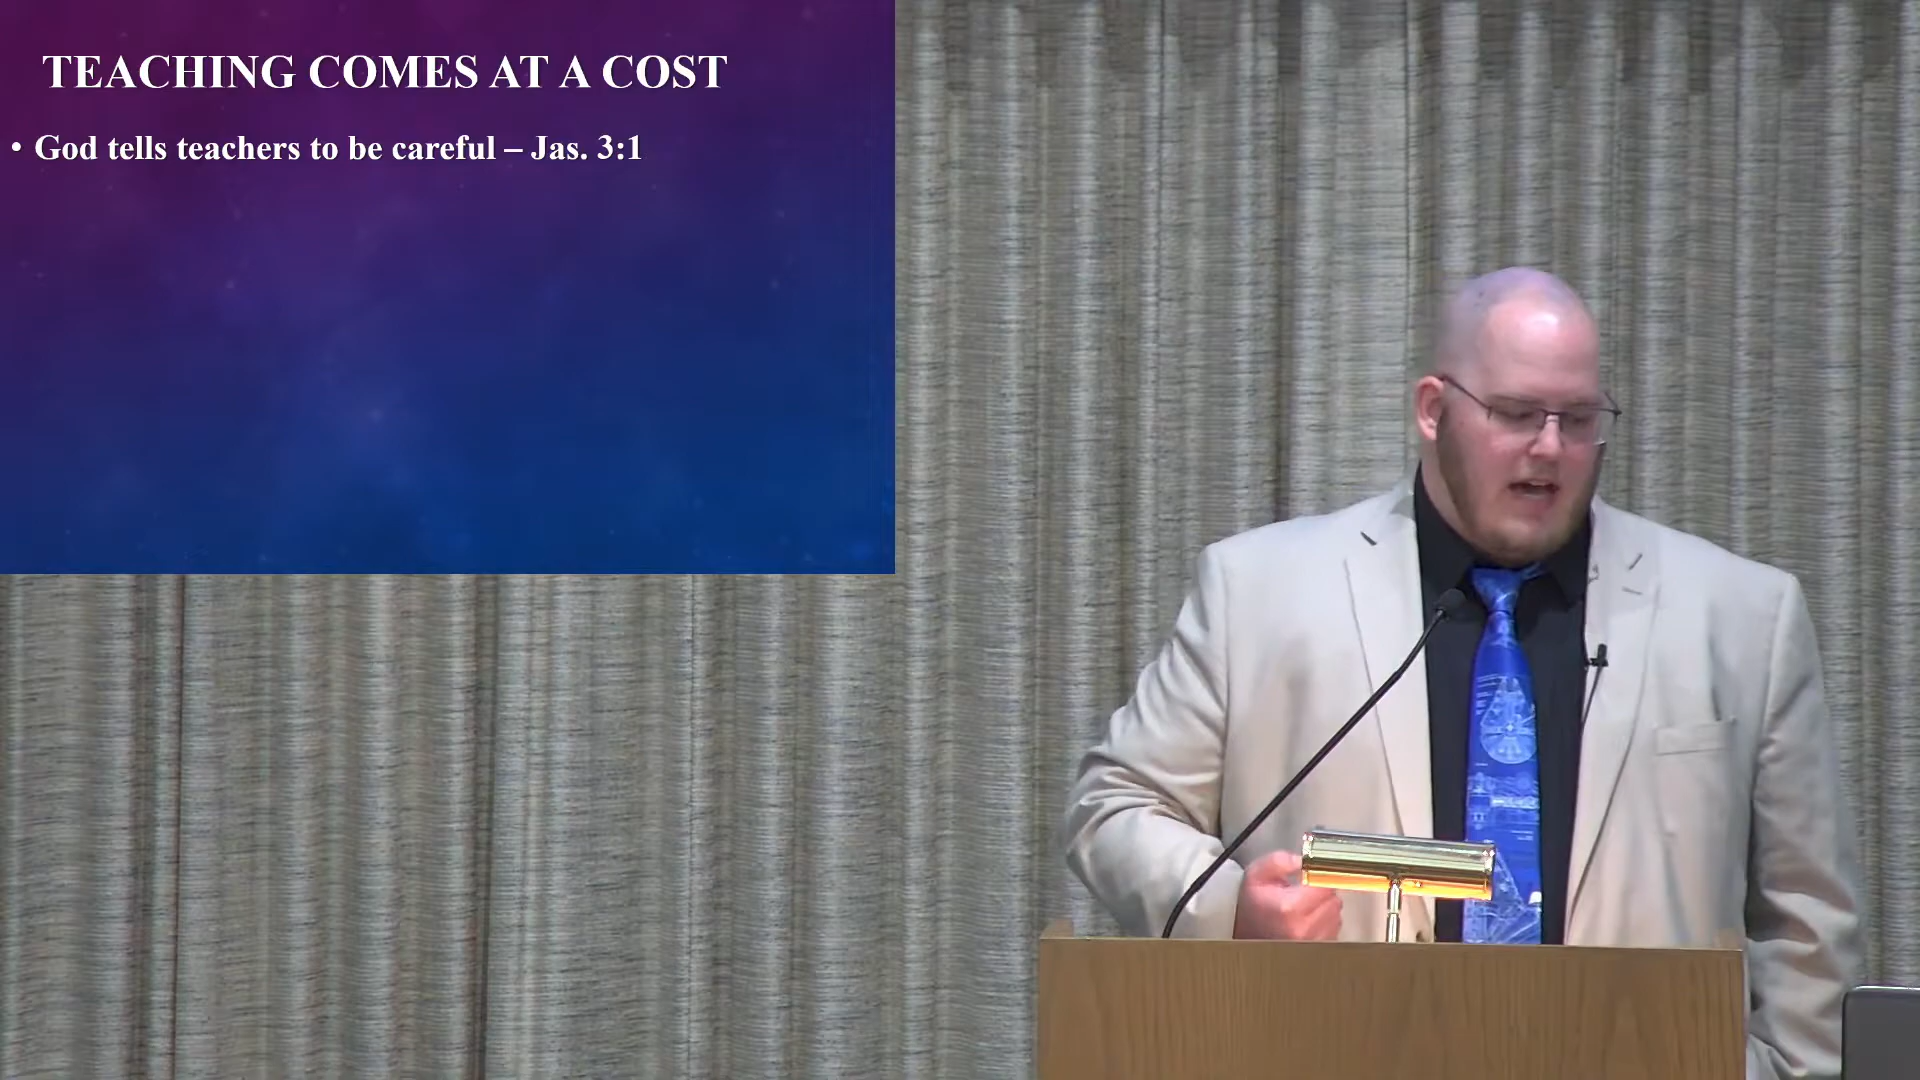 TEACHING COMES AT A COST
• God tells teachers to be careful – Jas. 3:1